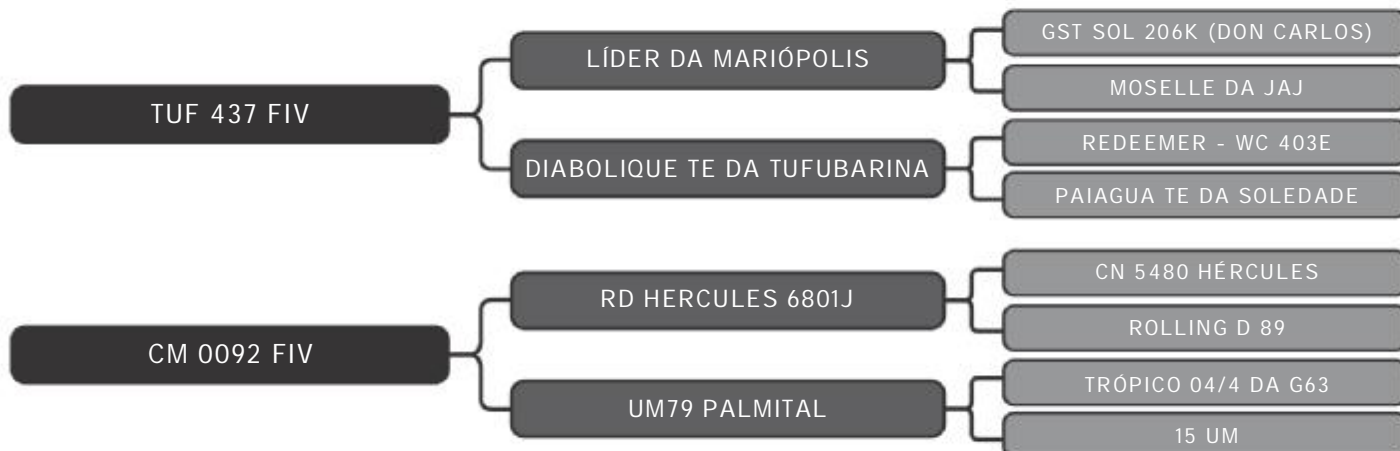 GST SOL 206K (DON CARLOS)
LÍDER DA MARIÓPOLIS
MOSELLE DA JAJ
TUF 437 FIV
REDEEMER - WC 403E
DIABOLIQUE TE DA TUFUBARINA
PAIAGUA TE DA SOLEDADE
CN 5480 HÉRCULES
RD HERCULES 6801J
ROLLING D 89
CM 0092 FIV
TRÓPICO 04/4 DA G63
UM79 PALMITAL
15 UM